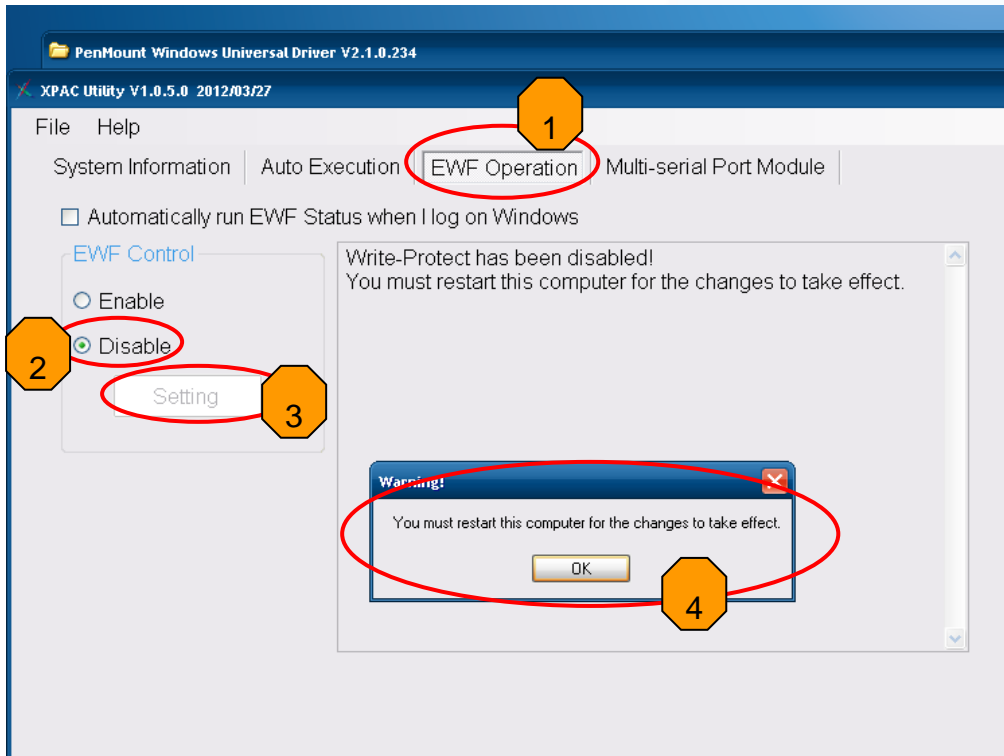 PenMount Windows Universal Driver V2.1.0.234
XPAC Utility V1.0.5.0 2012/03/27
File Help
1
System Information Auto Execution EWF Operation Multi-serial Port Module
Automatically run EWF Status when I log on Windows
EWF Control
Enable
2
Disable
Setting
3
Write-Protect has been disabled!
You must restart this computer for the changes to take effect.
Warning!
You must restart this computer for the changes to take effect.
OK
4